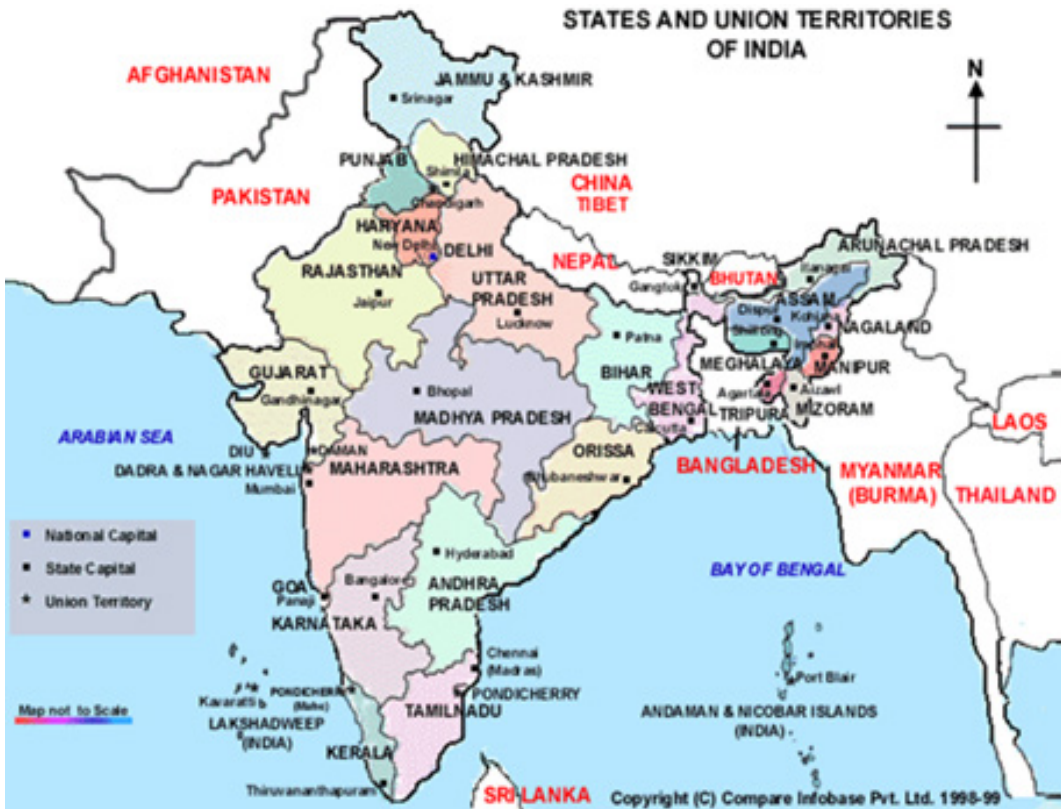 STATES AND UNION TERRITORIES
OF INDIA
N
AFGHANISTAN
JAMMU & KASHMIR
Srinagar
PUNJAB
HIMACHAL PRADESH
Shimla
Chandigarh
PAKISTAN
CHINA
TIBET
HARYANA
New Delhi
DELHI
RAJASTHAN
Jaipur
UTTAR
PRADESH
Lucknow
NEPAL
SIKKIM
Gangtok
BHUTAN
ARUNACHAL PRADESH
Itanagar
ASSAM
Dispur
Kohima
Shillong
NAGALAND
Imphal
MEGHALAYA
MANIPUR
Patna
BIHAR
GUJARAT
Gandhinagar
Bhopal
MADHYA PRADESH
WEST
BENGAL
Calcutta
Agartala
TRIPURA
Aizawl
MIZORAM
LAOS
ARABIAN SEA
DIU
DAMAN
DADRA & NAGAR HAVELI
Mumbai
MAHARASHTRA
ORISSA
Bhubaneshwar
BANGLADESH
MYANMAR
(BURMA)
THAILAND
National Capital
State Capital
Union Territory
Hyderabad
ANDHRA
PRADESH
BAY OF BENGAL
GOA
Panaji
Bangalore
KARNATAKA
Chennai
(Madras)
Kavaratti
PONDICHERRY
(Mahe)
PONDICHERRY
Port Blair
Map not to Scale
LAKSHADWEEP
(INDIA)
TAMILNADU
ANDAMAN & NICOBAR ISLANDS
(INDIA)
KERALA
Thiruvananthapuram
SRI LANKA
Copyright (C) Compare Infobase Pvt. Ltd. 1998-99